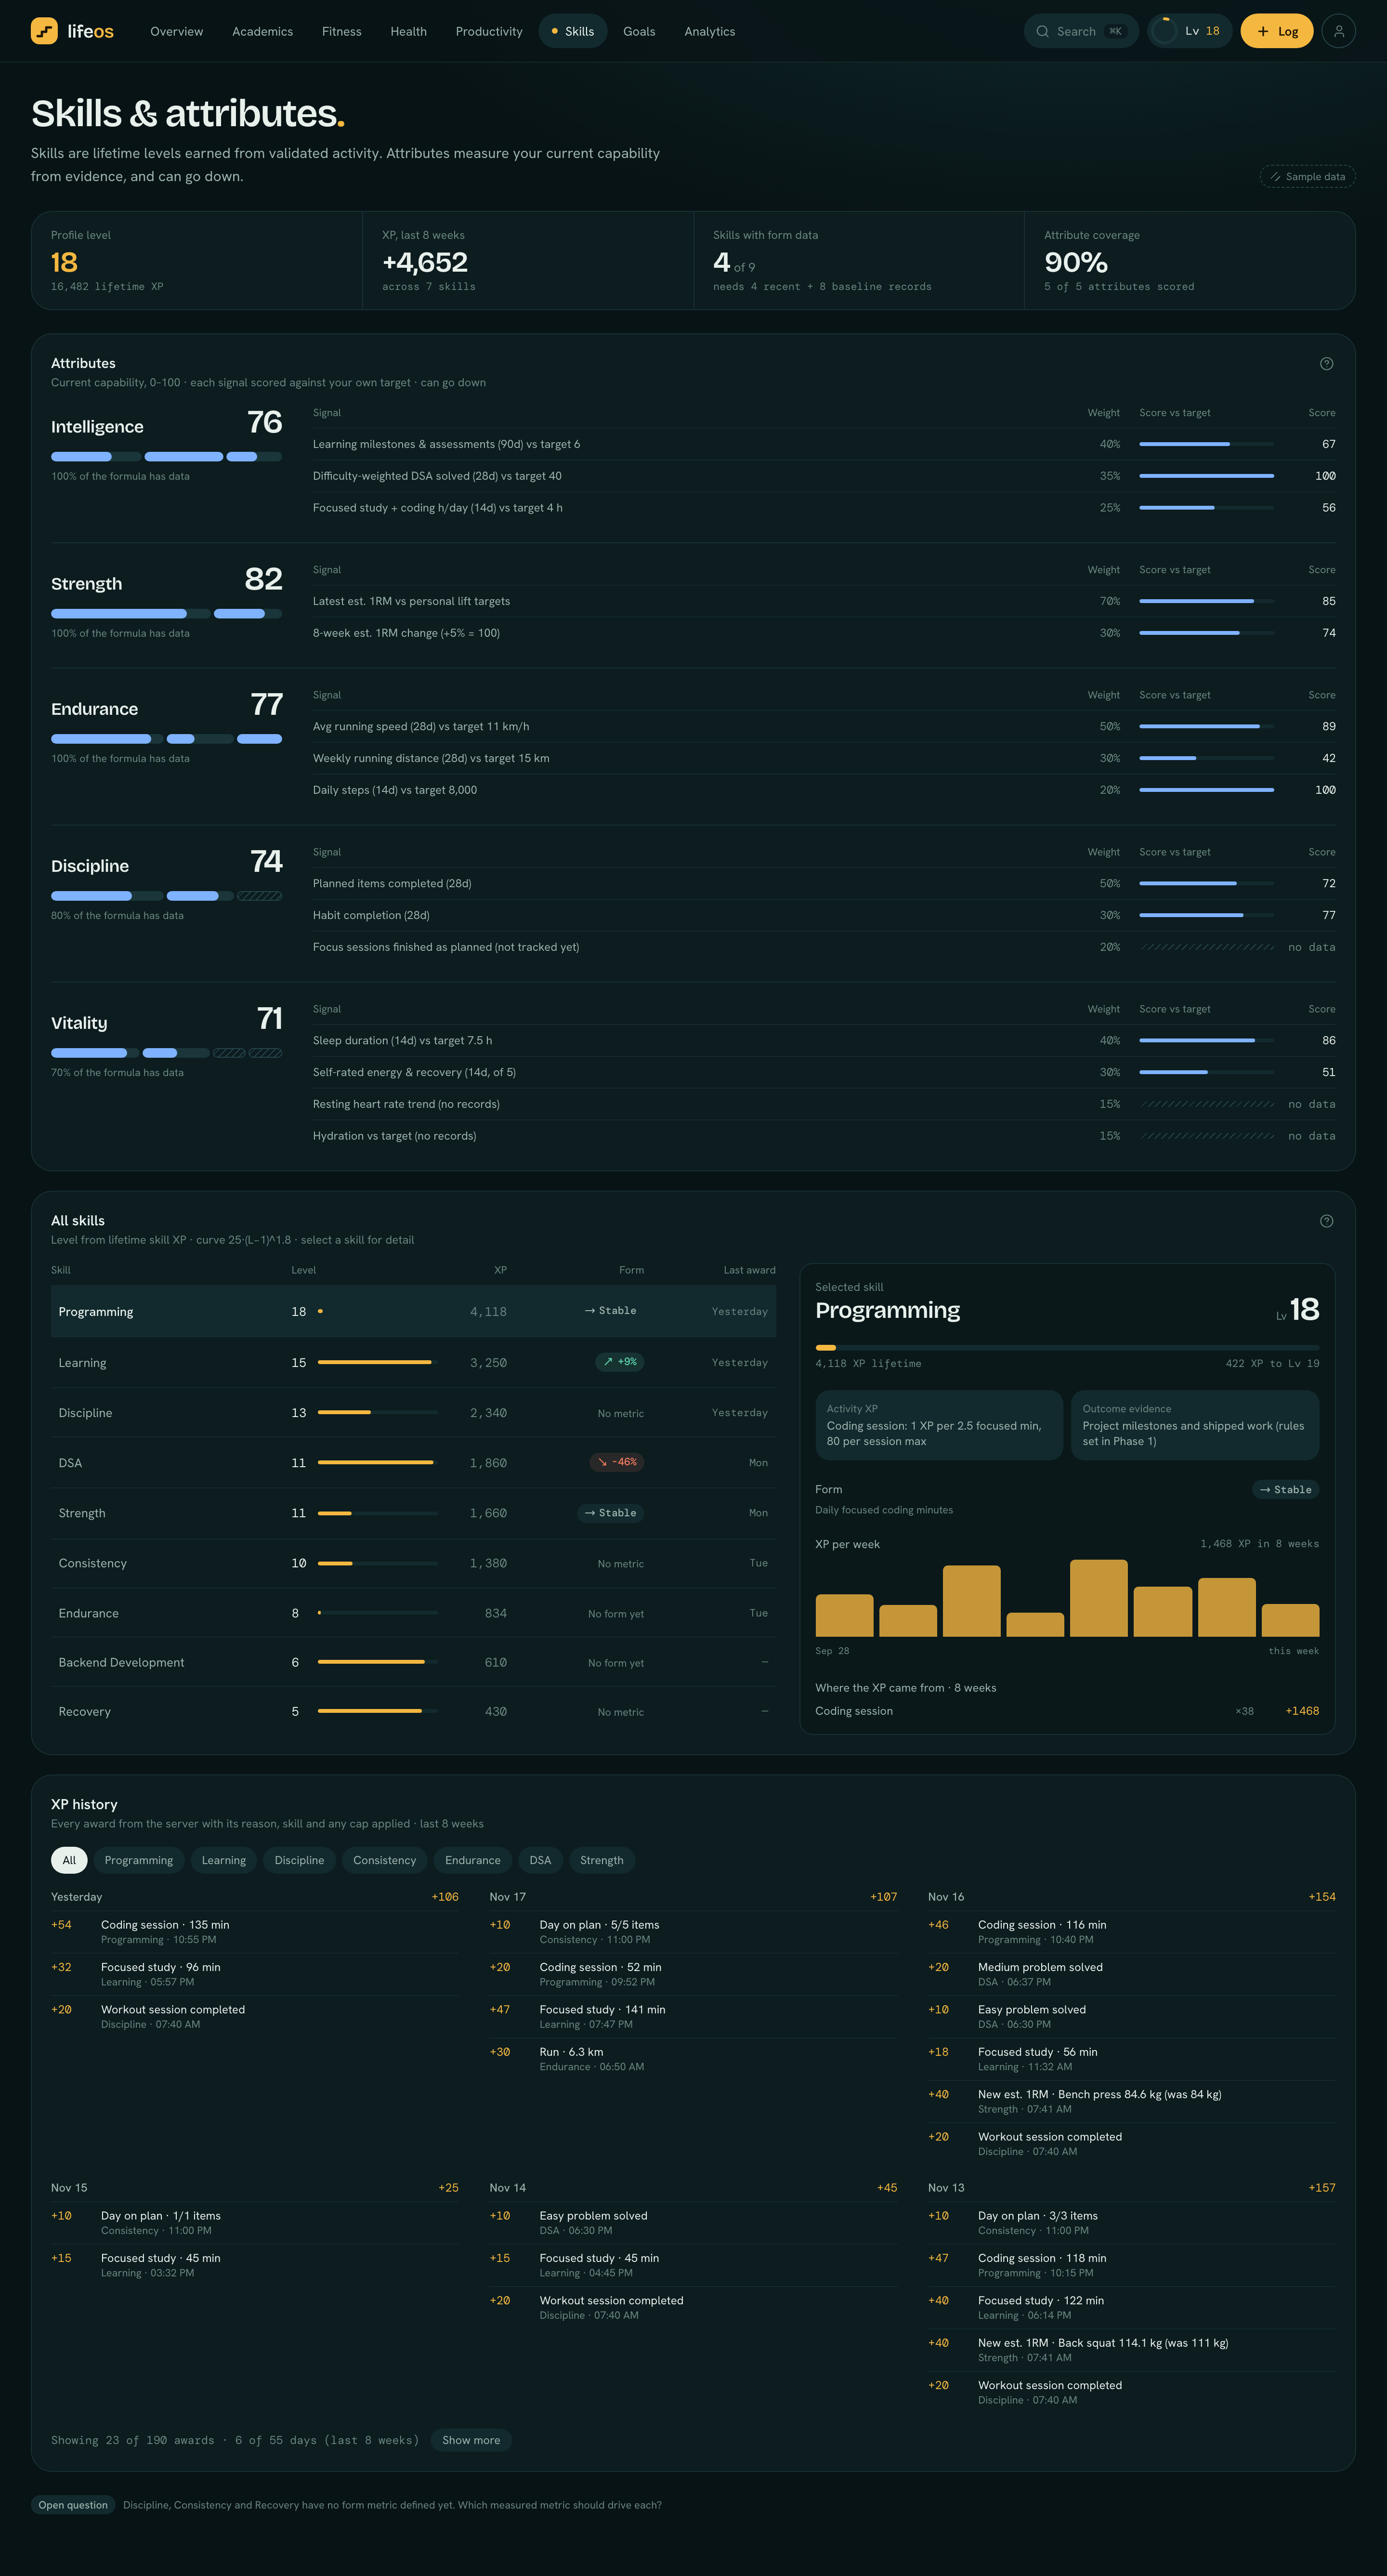 lifeos
Overview
Academics
Fitness
Health
Productivity
Skills
Goals
Analytics
Search ⌘K
Lv 18
+ Log
Skills & attributes.
Skills are lifetime levels earned from validated activity. Attributes measure your current capability
from evidence, and can go down.
Sample data
Profile level
18
16,482 lifetime XP
XP, last 8 weeks
+4,652
across 7 skills
Skills with form data
4 of 9
needs 4 recent + 8 baseline records
Attribute coverage
90%
5 of 5 attributes scored
Attributes
Current capability, 0–100 · each signal scored against your own target · can go down
Intelligence 76
100% of the formula has data
Signal Weight Score vs target Score
Learning milestones & assessments (90d) vs target 6 40% 67
Difficulty-weighted DSA solved (28d) vs target 40 35% 100
Focused study + coding h/day (14d) vs target 4 h 25% 56
Strength 82
100% of the formula has data
Signal Weight Score vs target Score
Latest est. 1RM vs personal lift targets 70% 85
8-week est. 1RM change (+5% = 100) 30% 74
Endurance 77
100% of the formula has data
Signal Weight Score vs target Score
Avg running speed (28d) vs target 11 km/h 50% 89
Weekly running distance (28d) vs target 15 km 30% 42
Daily steps (14d) vs target 8,000 20% 100
Discipline 74
80% of the formula has data
Signal Weight Score vs target Score
Planned items completed (28d) 50% 72
Habit completion (28d) 30% 77
Focus sessions finished as planned (not tracked yet) 20% no data
Vitality 71
70% of the formula has data
Signal Weight Score vs target Score
Sleep duration (14d) vs target 7.5 h 40% 86
Self-rated energy & recovery (14d, of 5) 30% 51
Resting heart rate trend (no records) 15% no data
Hydration vs target (no records) 15% no data
All skills
Level from lifetime skill XP · curve 25·(L−1)^1.8 · select a skill for detail
Skill Level XP Form Last award
Programming 18 4,118 → Stable Yesterday
Learning 15 3,250 ↗ +9% Yesterday
Discipline 13 2,340 No metric Yesterday
DSA 11 1,860 ↘ -46% Mon
Strength 11 1,660 → Stable Mon
Consistency 10 1,380 No metric Tue
Endurance 8 834 No form yet Tue
Backend Development 6 610 No form yet —
Recovery 5 430 No metric —
Selected skill
Programming Lv 18
4,118 XP lifetime 422 XP to Lv 19
Activity XP
Coding session: 1 XP per 2.5 focused min,
80 per session max
Outcome evidence
Project milestones and shipped work (rules
set in Phase 1)
Form → Stable
Daily focused coding minutes
XP per week 1,468 XP in 8 weeks
Sep 28 this week
Where the XP came from · 8 weeks
Coding session ×38 +1468
XP history
Every award from the server with its reason, skill and any cap applied · last 8 weeks
All
Programming
Learning
Discipline
Consistency
Endurance
DSA
Strength
Yesterday +106
+54 Coding session · 135 min
Programming · 10:55 PM
+32 Focused study · 96 min
Learning · 05:57 PM
+20 Workout session completed
Discipline · 07:40 AM
Nov 17 +107
+10 Day on plan · 5/5 items
Consistency · 11:00 PM
+20 Coding session · 52 min
Programming · 09:52 PM
+47 Focused study · 141 min
Learning · 07:47 PM
+30 Run · 6.3 km
Endurance · 06:50 AM
Nov 16 +154
+46 Coding session · 116 min
Programming · 10:40 PM
+20 Medium problem solved
DSA · 06:37 PM
+10 Easy problem solved
DSA · 06:30 PM
+18 Focused study · 56 min
Learning · 11:32 AM
+40 New est. 1RM · Bench press 84.6 kg (was 84 kg)
Strength · 07:41 AM
+20 Workout session completed
Discipline · 07:40 AM
Nov 15 +25
+10 Day on plan · 1/1 items
Consistency · 11:00 PM
+15 Focused study · 45 min
Learning · 03:32 PM
Nov 14 +45
+10 Easy problem solved
DSA · 06:30 PM
+15 Focused study · 45 min
Learning · 04:45 PM
+20 Workout session completed
Discipline · 07:40 AM
Nov 13 +157
+10 Day on plan · 3/3 items
Consistency · 11:00 PM
+47 Coding session · 118 min
Programming · 10:15 PM
+40 Focused study · 122 min
Learning · 06:14 PM
+40 New est. 1RM · Back squat 114.1 kg (was 111 kg)
Strength · 07:41 AM
+20 Workout session completed
Discipline · 07:40 AM
Showing 23 of 190 awards · 6 of 55 days (last 8 weeks)
Show more
Open question
Discipline, Consistency and Recovery have no form metric defined yet. Which measured metric should drive each?